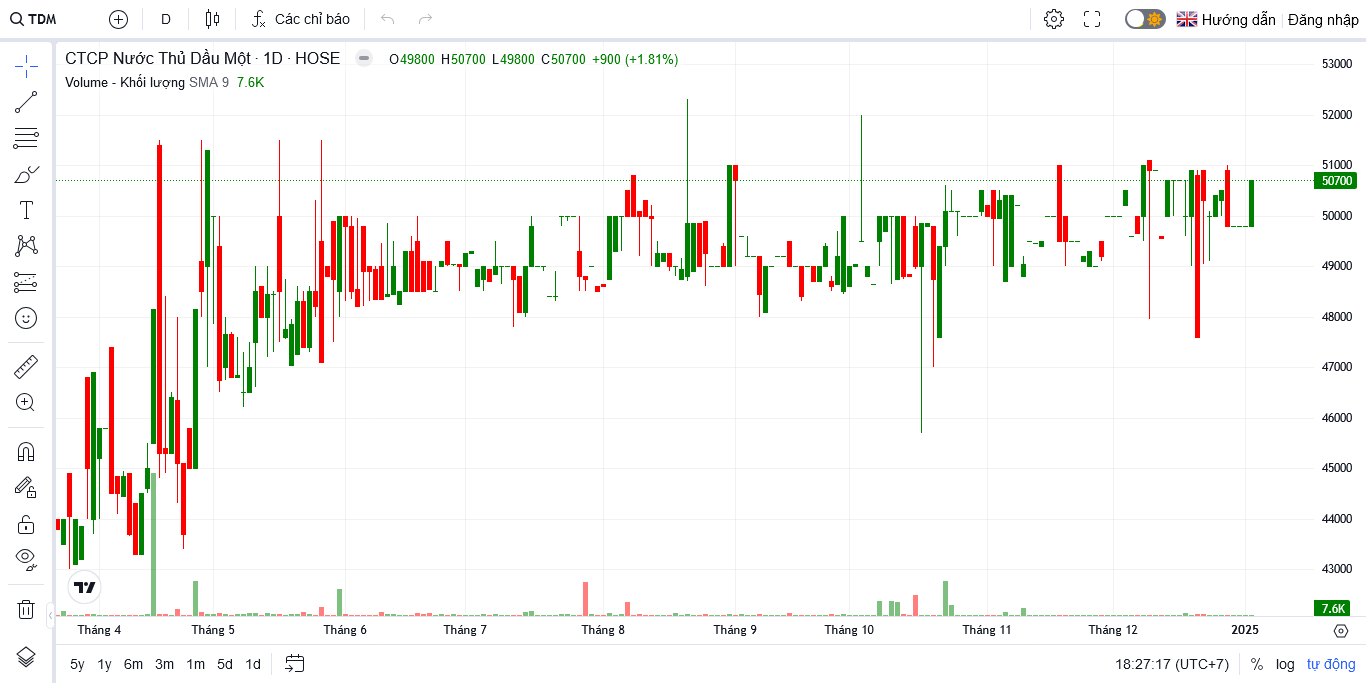 TDM D Các chỉ báo Hướng dẫn Đăng nhập
CTCP Nước Thủ Dầu Một · 1D · HOSE O49800 H50700 L49800 C50700 +900 (+1.81%)
Volume - Khối lượng SMA 9 7.6K
53000
52000
51000
50700
50000
49000
48000
47000
46000
45000
44000
43000
7.6K
Tháng 4 Tháng 5 Tháng 6 Tháng 7 Tháng 8 Tháng 9 Tháng 10 Tháng 11 Tháng 12 2025
5y 1y 6m 3m 1m 5d 1d 18:27:17 (UTC+7) % log tự động